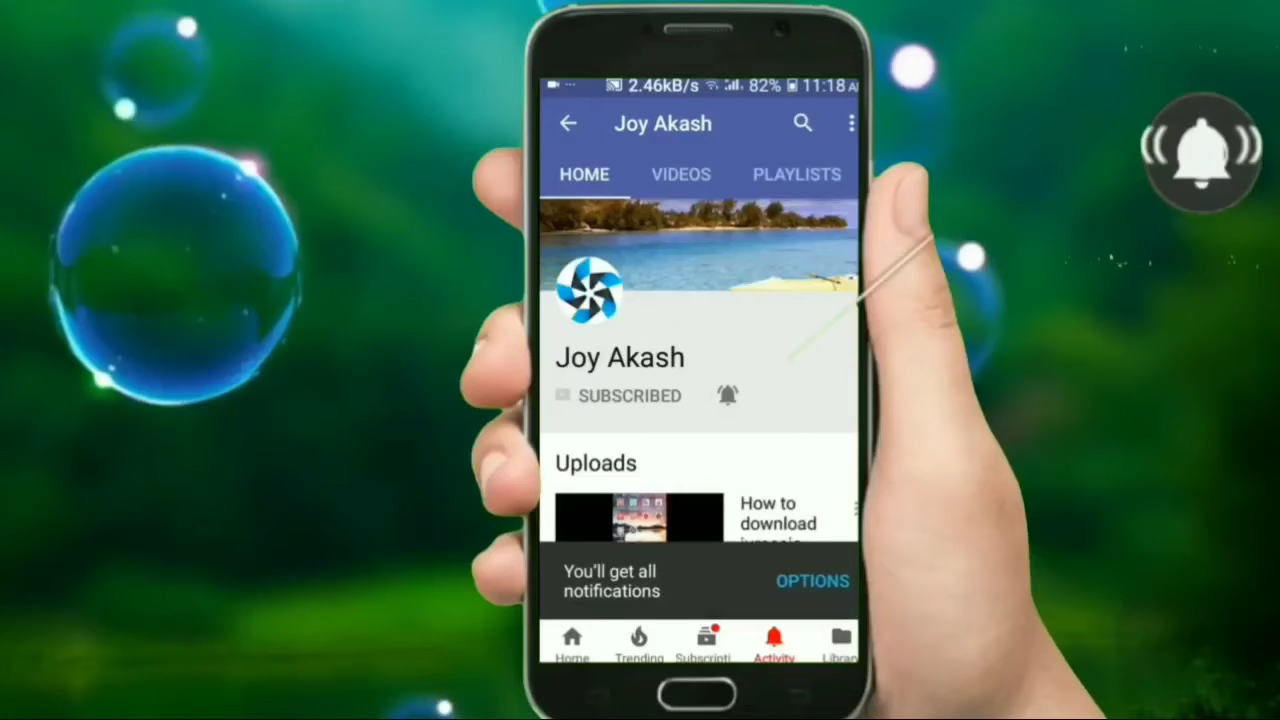 2.46kB/s 82% 11:18
Joy Akash
HOME VIDEOS PLAYLISTS
Joy Akash
SUBSCRIBED
Uploads
How to
download
You'll get all
notifications
OPTIONS
Home Trending Subscripti Activity Librar